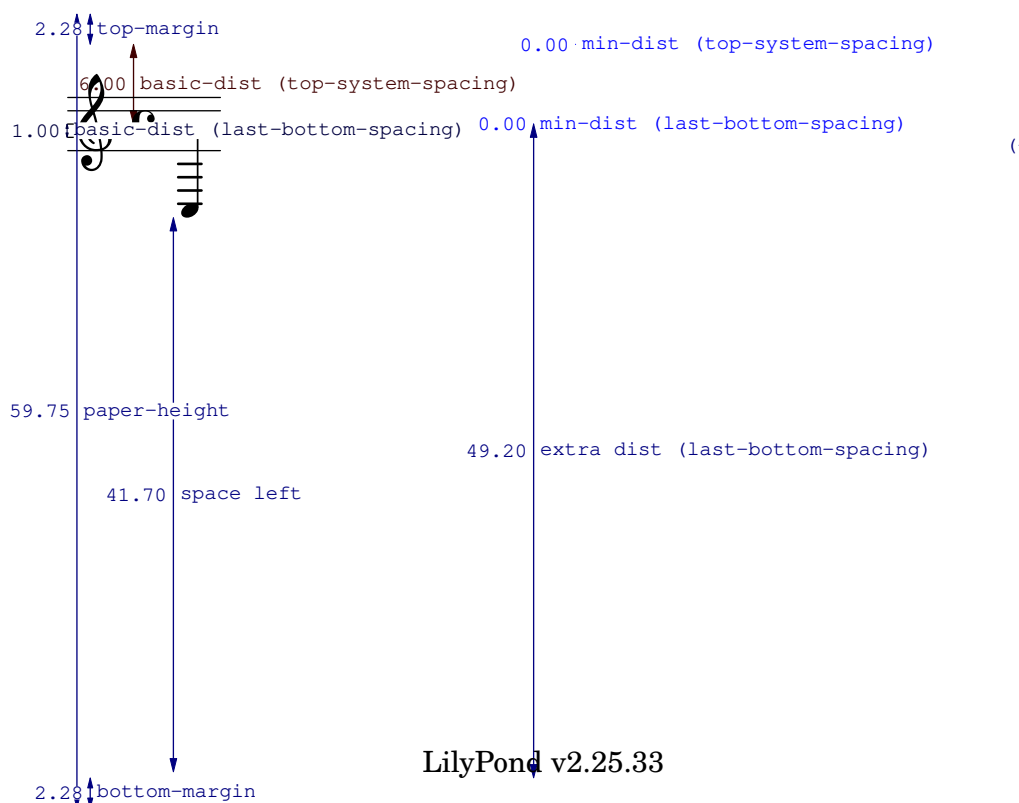 2.28 top-margin
0.00 min-dist (top-system-spacing)
6.00 basic-dist (top-system-spacing)
1.00 basic-dist (last-bottom-spacing)
0.00 min-dist (last-bottom-spacing)
(
59.75 paper-height
49.20 extra dist (last-bottom-spacing)
41.70 space left
LilyPond v2.25.33
2.28 bottom-margin